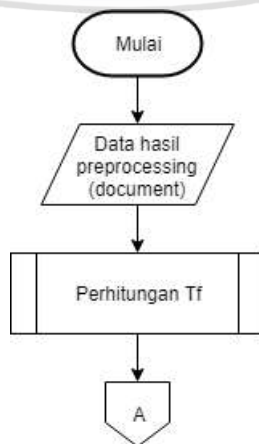 Mulai
Data hasil
preprocessing
(document)
Perhitungan Tf
A